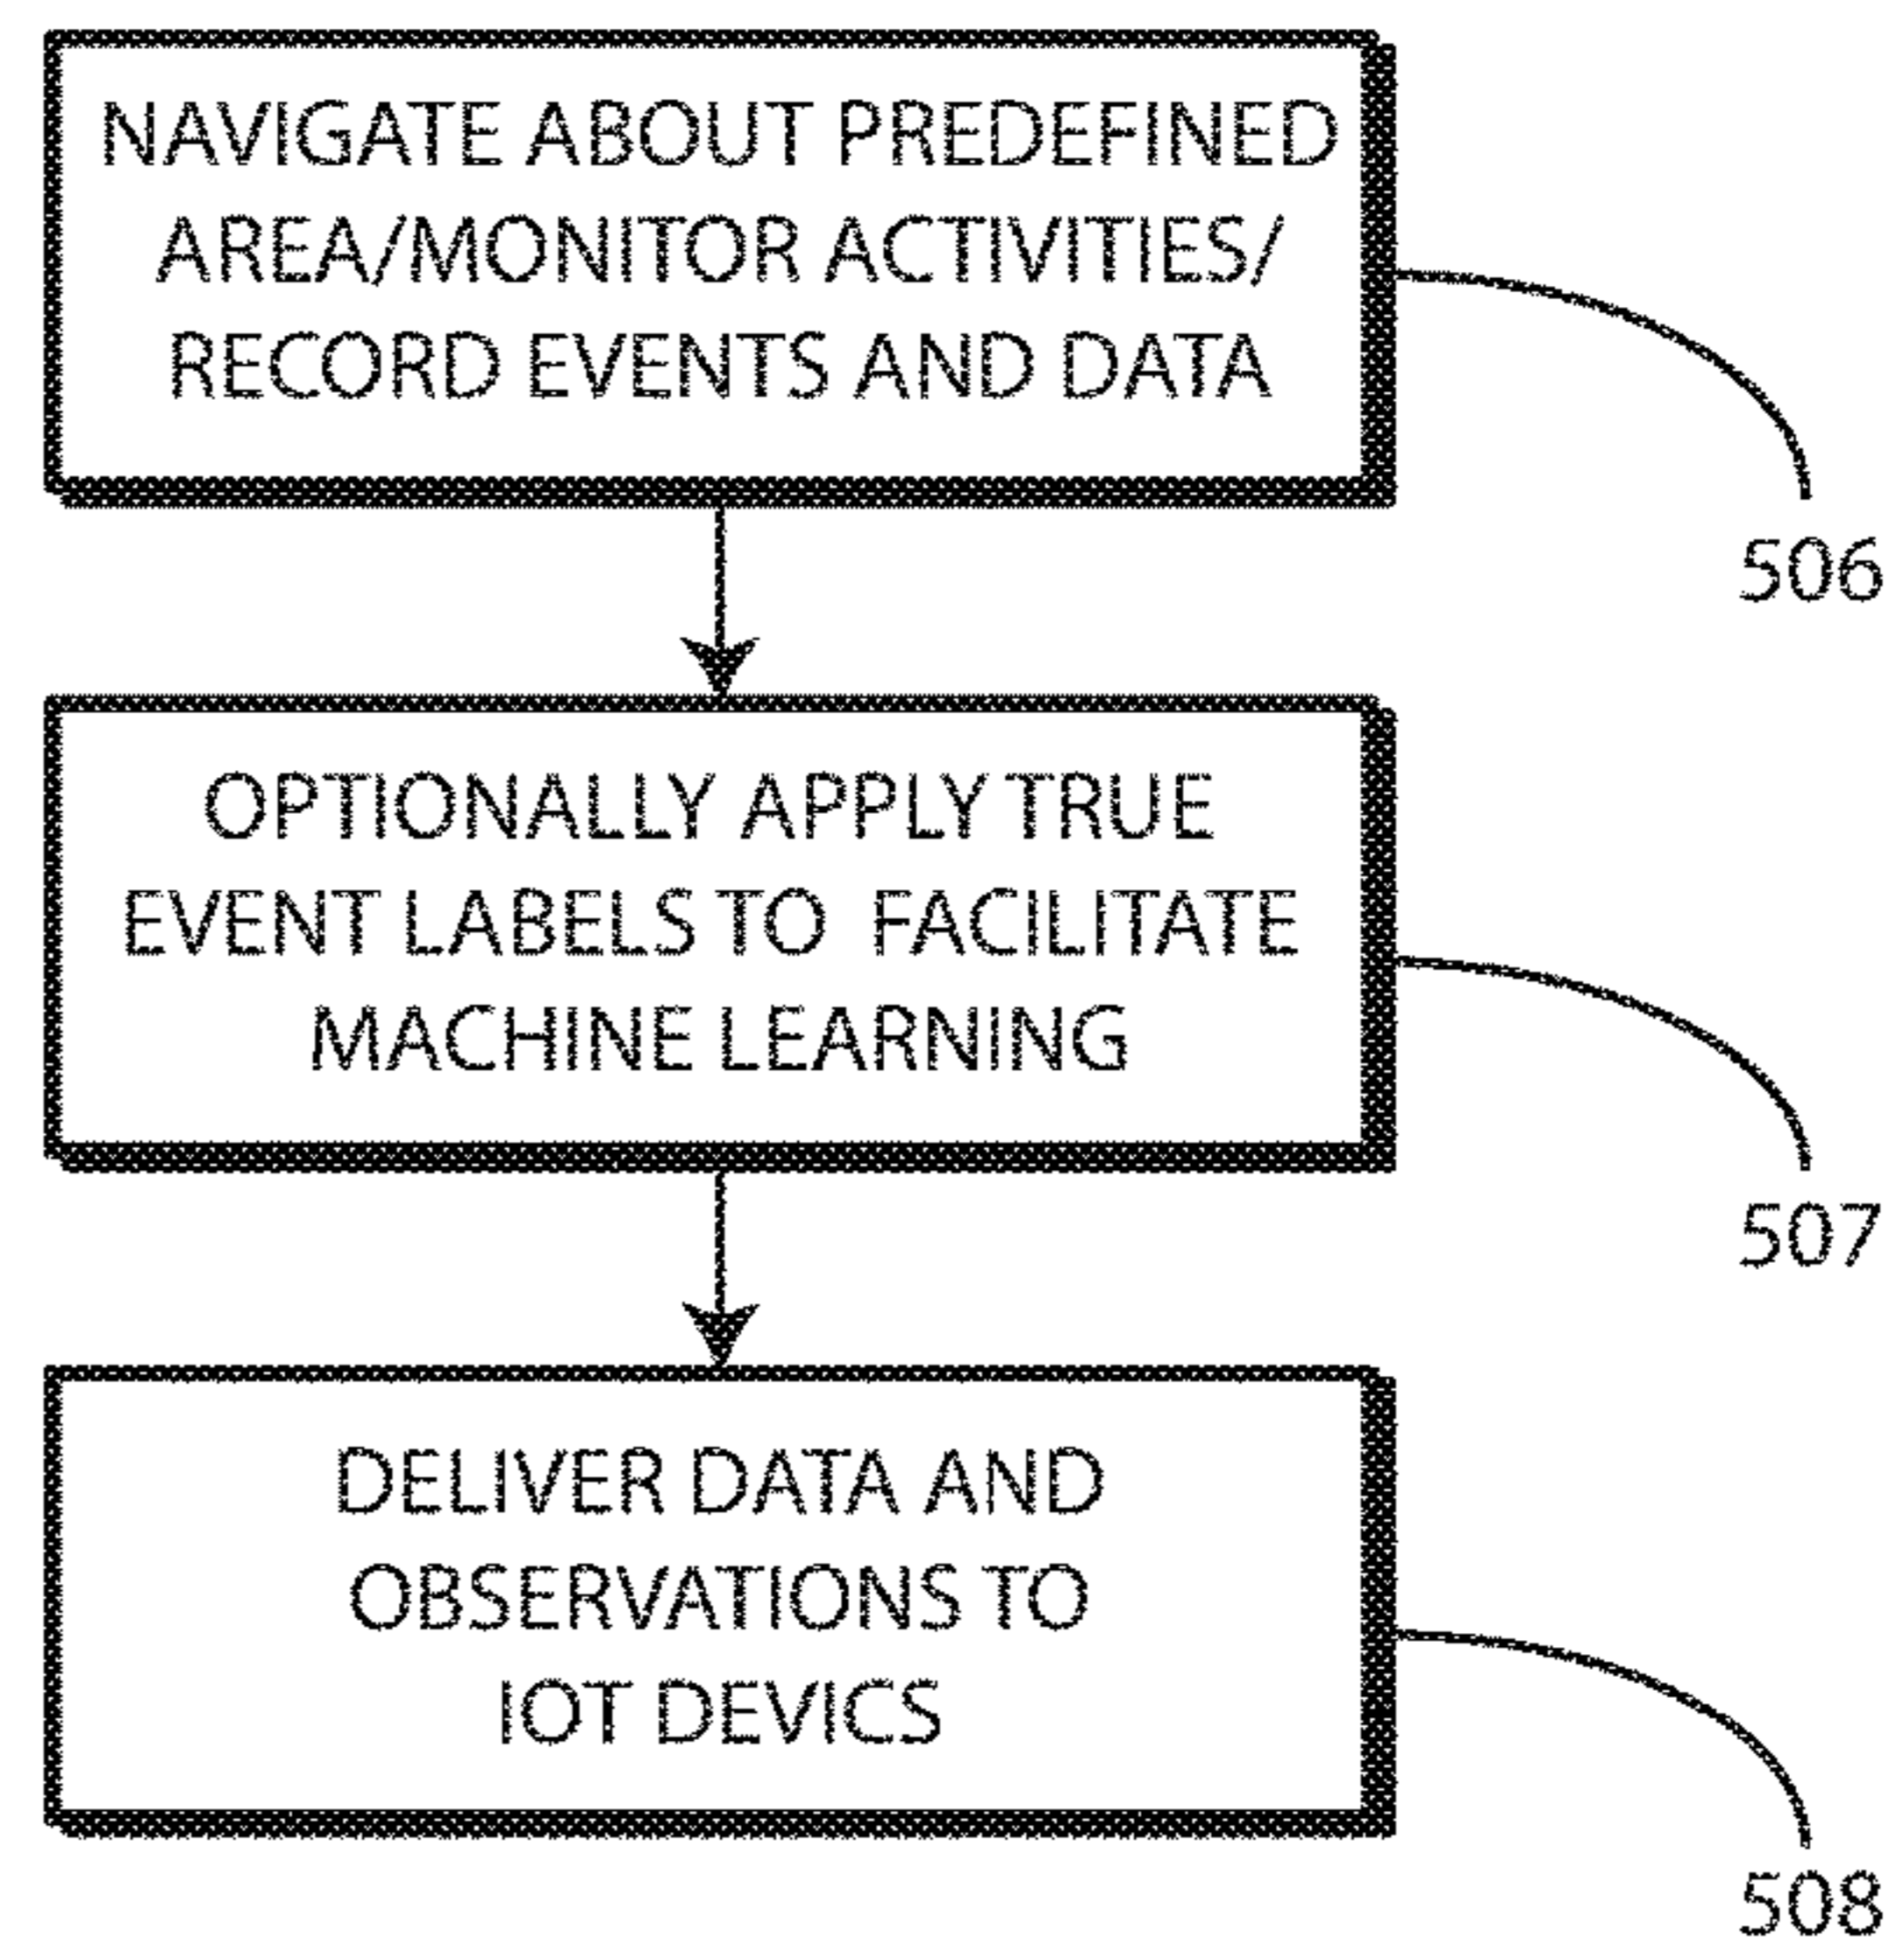 NAVIGATE ABOUT PREDEFINED
AREA/MONITOR ACTIVITIES/
RECORD EVENTS AND DATA
506
OPTIONALLY APPLY TRUE
EVENT LABELS TO FACILITATE
MACHINE LEARNING
507
DELIVER DATA AND
OBSERVATIONS TO
IOT DEVICS
508